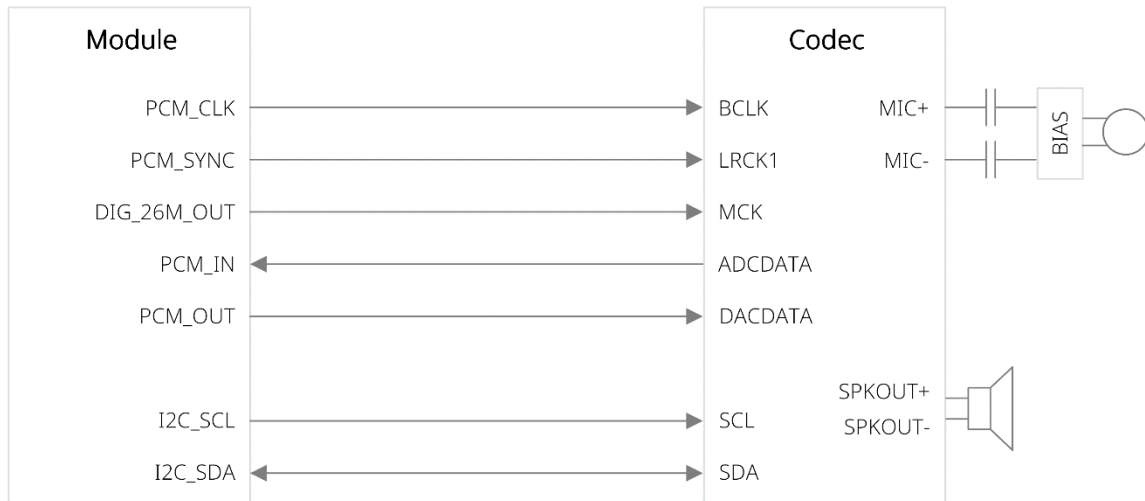 Module
Codec
PCM_CLK
BCLK
MIC+
PCM_SYNC
LRCK1
MIC-
BIAS
DIG_26M_OUT
MCK
PCM_IN
ADCDATA
PCM_OUT
DACDATA
SPKOUT+
I2C_SCL
SCL
SPKOUT-
I2C_SDA
SDA